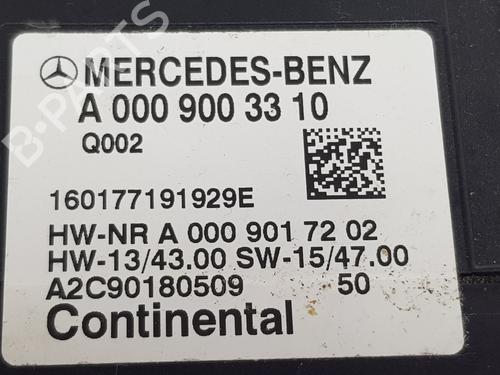 MERCEDES-BENZ
A 000 900 33 10
Q002
160177191929E
HW-NR A 000 901 72 02
HW-13/43.00 SW-15/47.00
A2C90180509 50
Continental
B-PARTS